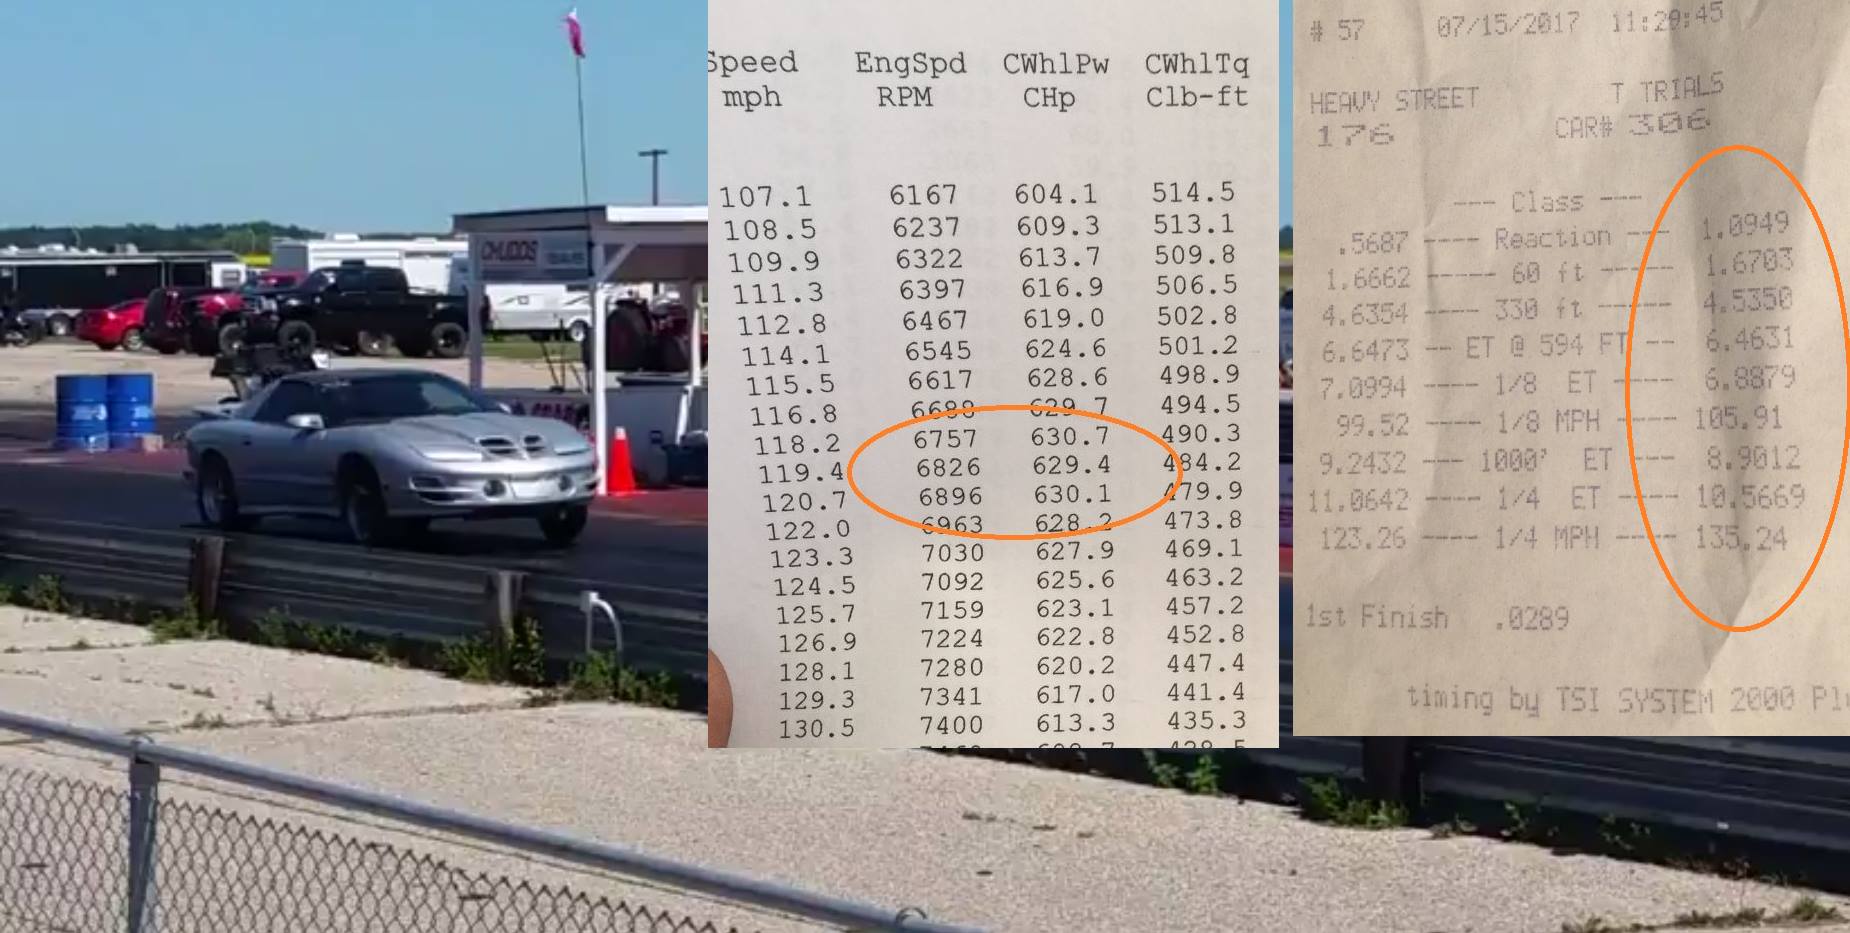 Speed EngSpd CWhlPw CWhlTq
mph RPM CHp Clb-ft
107.1 6167 604.1 514.5
108.5 6237 609.3 513.1
109.9 6322 613.7 509.8
111.3 6397 616.9 506.5
112.8 6467 619.0 502.8
114.1 6545 624.6 501.2
115.5 6617 628.6 498.9
116.8 6688 629.7 494.5
118.2 6757 630.7 490.3
119.4 6826 629.4 484.2
120.7 6896 630.1 479.9
122.0 6963 628.2 473.8
123.3 7030 627.9 469.1
124.5 7092 625.6 463.2
125.7 7159 623.1 457.2
126.9 7224 622.8 452.8
128.1 7280 620.2 447.4
129.3 7341 617.0 441.4
130.5 7400 613.3 435.3
# 57 07/15/2017 11:20:45
HEAVY STREET T TRIALS
176 CAR# 306
--- Class ---
.5687 ---- Reaction --- 1.0949
1.6662 ----- 60 ft ----- 1.6703
4.6354 ----- 330 ft ----- 4.5350
6.6473 -- ET @ 594 FT -- 6.4631
7.0994 ---- 1/8 ET ---- 6.8879
99.52 ---- 1/8 MPH ---- 105.91
9.2432 --- 1000' ET ---- 8.9012
11.0642 ---- 1/4 ET ---- 10.5669
123.26 ---- 1/4 MPH ---- 135.24
1st Finish .0289
timing by TSI SYSTEM 2000